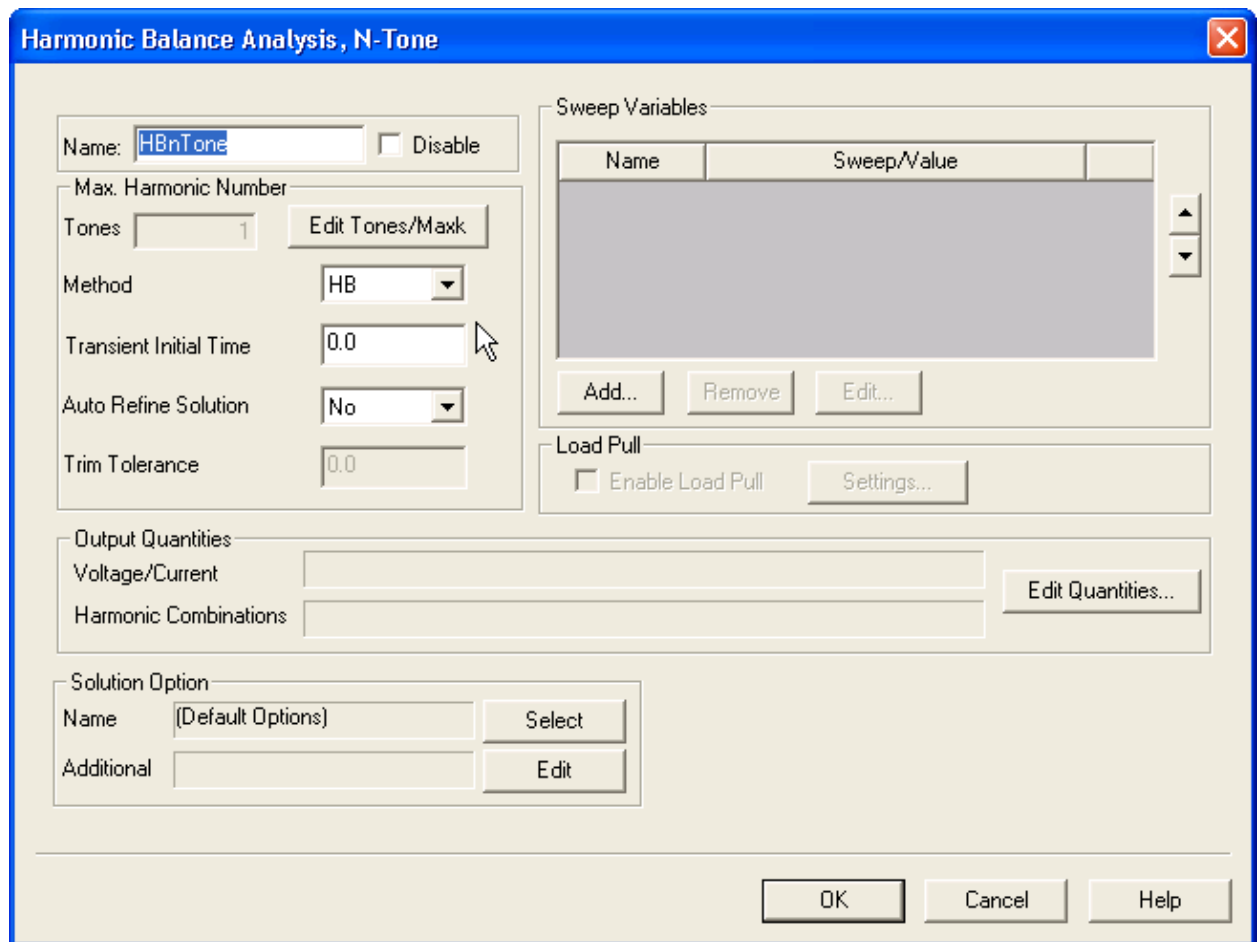 Harmonic Balance Analysis, N-Tone
Name: HBnTone Disable
Max. Harmonic Number
Tones 1 Edit Tones/Maxk
Method HB
Transient Initial Time 0.0
Auto Refine Solution No
Trim Tolerance 0.0
Sweep Variables
Name Sweep/Value
Add... Remove Edit...
Load Pull
Enable Load Pull Settings...
Output Quantities
Voltage/Current
Harmonic Combinations
Edit Quantities...
Solution Option
Name (Default Options) Select
Additional Edit
OK Cancel Help